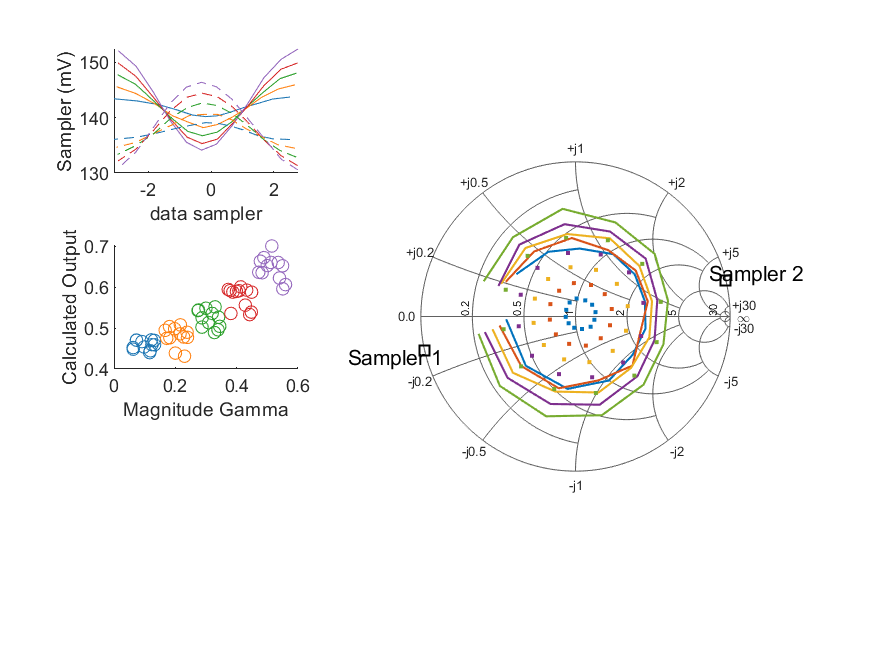 150
140
130
Sampler (mV)
-2 0 2
data sampler
0.7
0.6
0.5
0.4
Calculated Output
0 0.2 0.4 0.6
Magnitude Gamma
+j1
+j0.5
+j2
+j0.2
+j5
Sampler 2
+j30
0.0
0.2
0.5
1
2
5
30
∞
-j30
Sampler 1
-j0.2
-j5
-j0.5
-j2
-j1